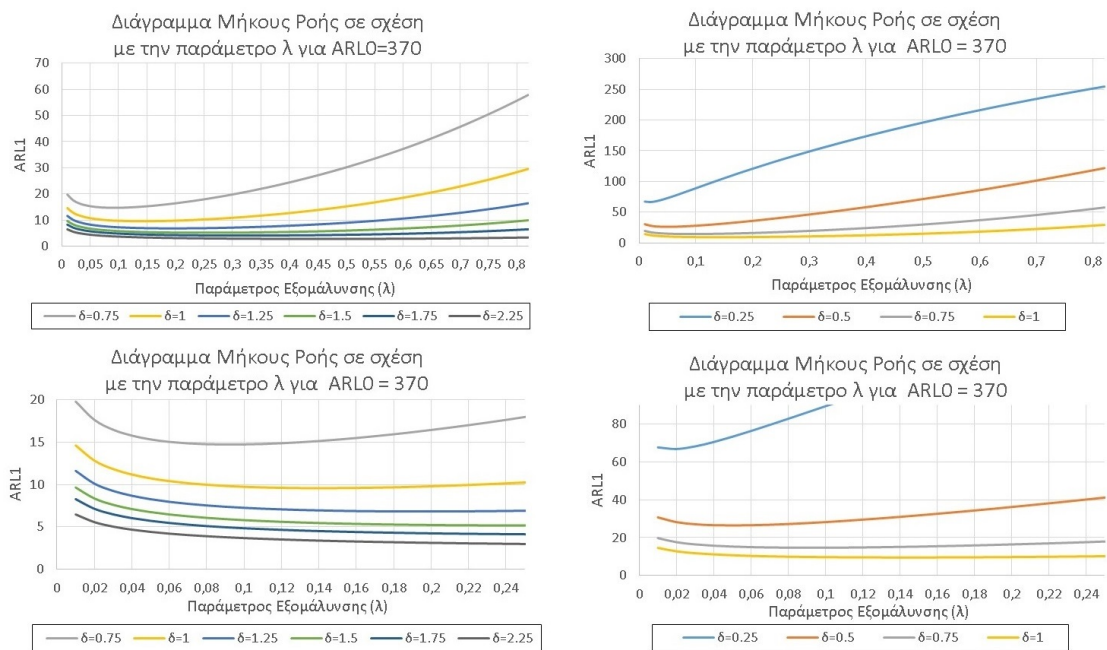 Διάγραμμα Μήκους Ροής σε σχέση
με την παράμετρο λ για ARL0=370
70
60
50
40
30
20
10
0
ARL1
0 0,05 0,1 0,15 0,2 0,25 0,3 0,35 0,4 0,45 0,5 0,55 0,6 0,65 0,7 0,75 0,8
Παράμετρος Εξομάλυνσης (λ)
δ=0.75 δ=1 δ=1.25 δ=1.5 δ=1.75 δ=2.25
Διάγραμμα Μήκους Ροής σε σχέση
με την παράμετρο λ για ARL0 = 370
300
250
200
150
100
50
0
ARL1
0 0,1 0,2 0,3 0,4 0,5 0,6 0,7 0,8
Παράμετρος Εξομάλυνσης (λ)
δ=0.25 δ=0.5 δ=0.75 δ=1
Διάγραμμα Μήκους Ροής σε σχέση
με την παράμετρο λ για ARL0 = 370
20
15
10
5
0
ARL1
0 0,02 0,04 0,06 0,08 0,1 0,12 0,14 0,16 0,18 0,2 0,22 0,24
Παράμετρος Εξομάλυνσης (λ)
δ=0.75 δ=1 δ=1.25 δ=1.5 δ=1.75 δ=2.25
Διάγραμμα Μήκους Ροής σε σχέση
με την παράμετρο λ για ARL0 = 370
80
60
40
20
0
ARL1
0 0,02 0,04 0,06 0,08 0,1 0,12 0,14 0,16 0,18 0,2 0,22 0,24
Παράμετρος Εξομάλυνσης (λ)
δ=0.25 δ=0.5 δ=0.75 δ=1